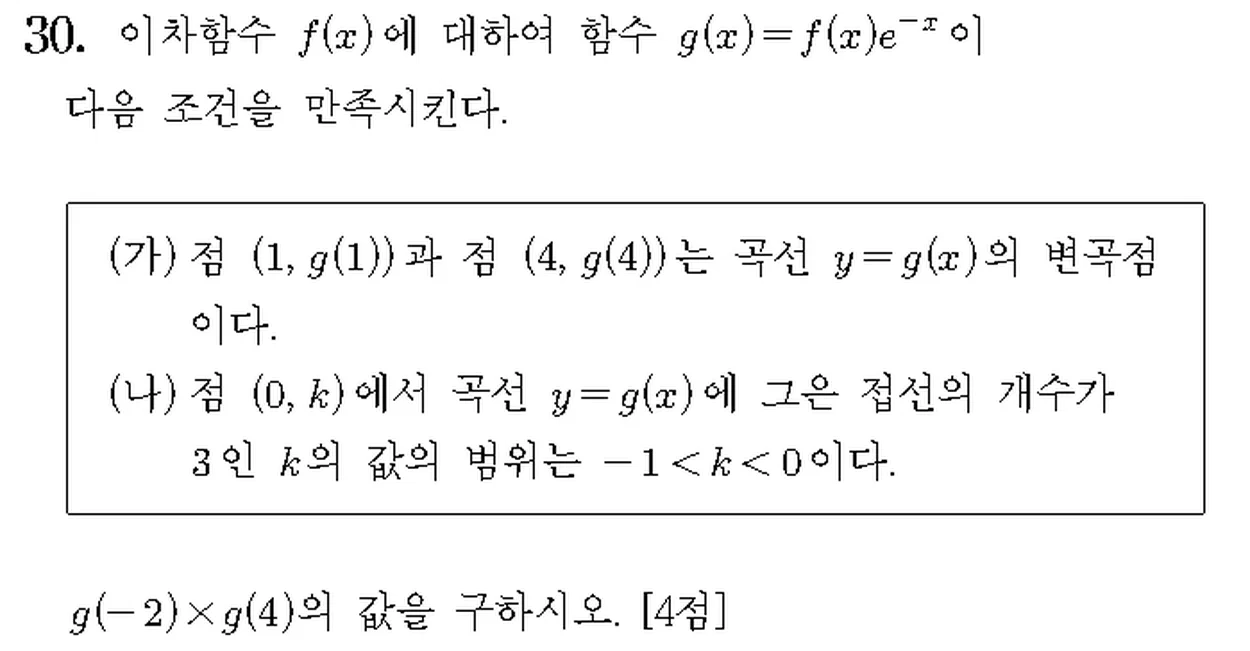 30. 이차함수 f(x)에 대하여 함수 g(x)=f(x)e⁻ˣ이
다음 조건을 만족시킨다.
(가) 점 (1, g(1))과 점 (4, g(4))는 곡선 y=g(x)의 변곡점
이다.
(나) 점 (0, k)에서 곡선 y=g(x)에 그은 접선의 개수가
3인 k의 값의 범위는 -1<k<0이다.
g(-2)×g(4)의 값을 구하시오. [4점]